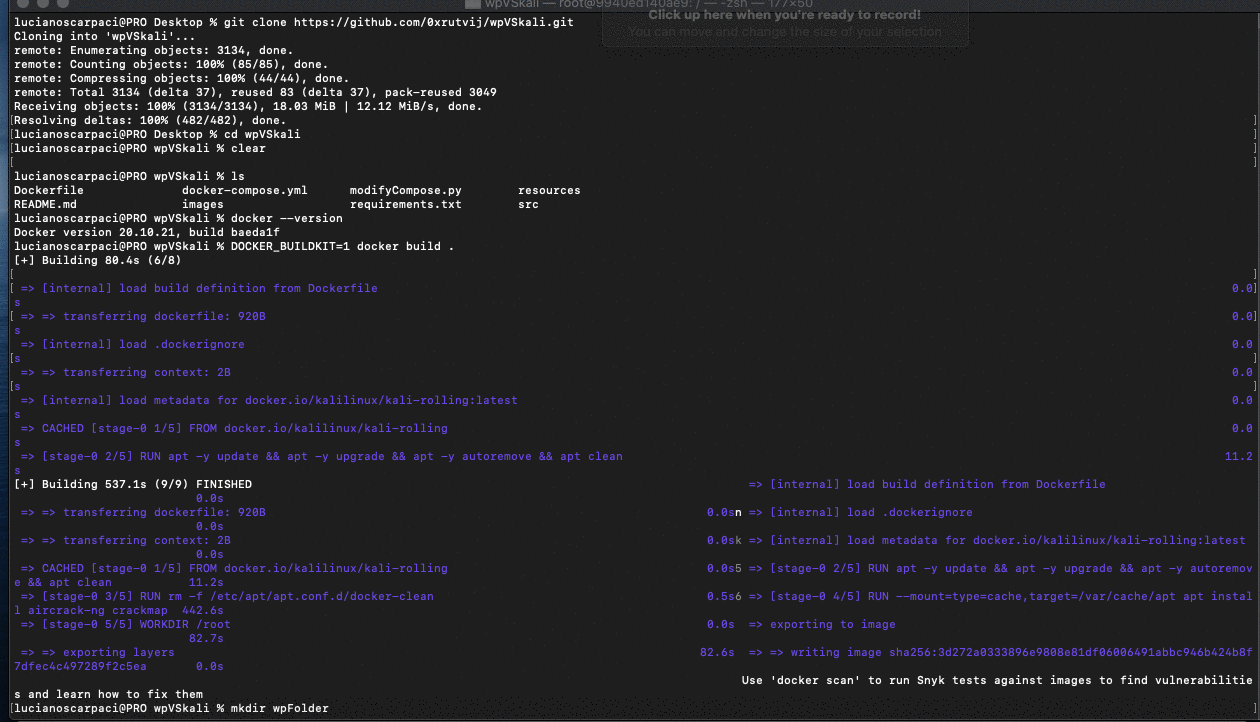 wpVSkali — root@9940ed140ae9: / — -zsh — 177×50
Click up here when you're ready to record!
You can move and change the size of your selection
lucianoscarpaci@PRO Desktop % git clone https://github.com/0xrutvij/wpVSkali.git
Cloning into 'wpVSkali'...
remote: Enumerating objects: 3134, done.
remote: Counting objects: 100% (85/85), done.
remote: Compressing objects: 100% (44/44), done.
remote: Total 3134 (delta 37), reused 83 (delta 37), pack-reused 3049
Receiving objects: 100% (3134/3134), 18.03 MiB | 12.12 MiB/s, done.
[Resolving deltas: 100% (482/482), done. ]
[lucianoscarpaci@PRO Desktop % cd wpVSkali ]
[lucianoscarpaci@PRO wpVSkali % clear ]
[ ]
lucianoscarpaci@PRO wpVSkali % ls
Dockerfile docker-compose.yml modifyCompose.py resources
README.md images requirements.txt src
lucianoscarpaci@PRO wpVSkali % docker --version
Docker version 20.10.21, build baeda1f
lucianoscarpaci@PRO wpVSkali % DOCKER_BUILDKIT=1 docker build .
[+] Building 80.4s (6/8)
[ ]
[ => [internal] load build definition from Dockerfile 0.0]
s
[ => => transferring dockerfile: 920B 0.0]
s
=> [internal] load .dockerignore 0.0
[s ]
=> => transferring context: 2B 0.0
[s ]
=> [internal] load metadata for docker.io/kalilinux/kali-rolling:latest 0.0
s
=> CACHED [stage-0 1/5] FROM docker.io/kalilinux/kali-rolling 0.0
s
=> [stage-0 2/5] RUN apt -y update && apt -y upgrade && apt -y autoremove && apt clean 11.2
s
[+] Building 537.1s (9/9) FINISHED => [internal] load build definition from Dockerfile
0.0s
=> => transferring dockerfile: 920B 0.0sn => [internal] load .dockerignore
0.0s
=> => transferring context: 2B 0.0sk => [internal] load metadata for docker.io/kalilinux/kali-rolling:latest
0.0s
=> CACHED [stage-0 1/5] FROM docker.io/kalilinux/kali-rolling 0.0s5 => [stage-0 2/5] RUN apt -y update && apt -y upgrade && apt -y autoremov
e && apt clean 11.2s
=> [stage-0 3/5] RUN rm -f /etc/apt/apt.conf.d/docker-clean 0.5s6 => [stage-0 4/5] RUN --mount=type=cache,target=/var/cache/apt apt instal
l aircrack-ng crackmap 442.6s
=> [stage-0 5/5] WORKDIR /root 0.0s => exporting to image
82.7s
=> => exporting layers 82.6s => => writing image sha256:3d272a0333896e9808e81df06006491abbc946b424b8f
7dfec4c497289f2c5ea 0.0s
Use 'docker scan' to run Snyk tests against images to find vulnerabilitie
s and learn how to fix them
[lucianoscarpaci@PRO wpVSkali % mkdir wpFolder